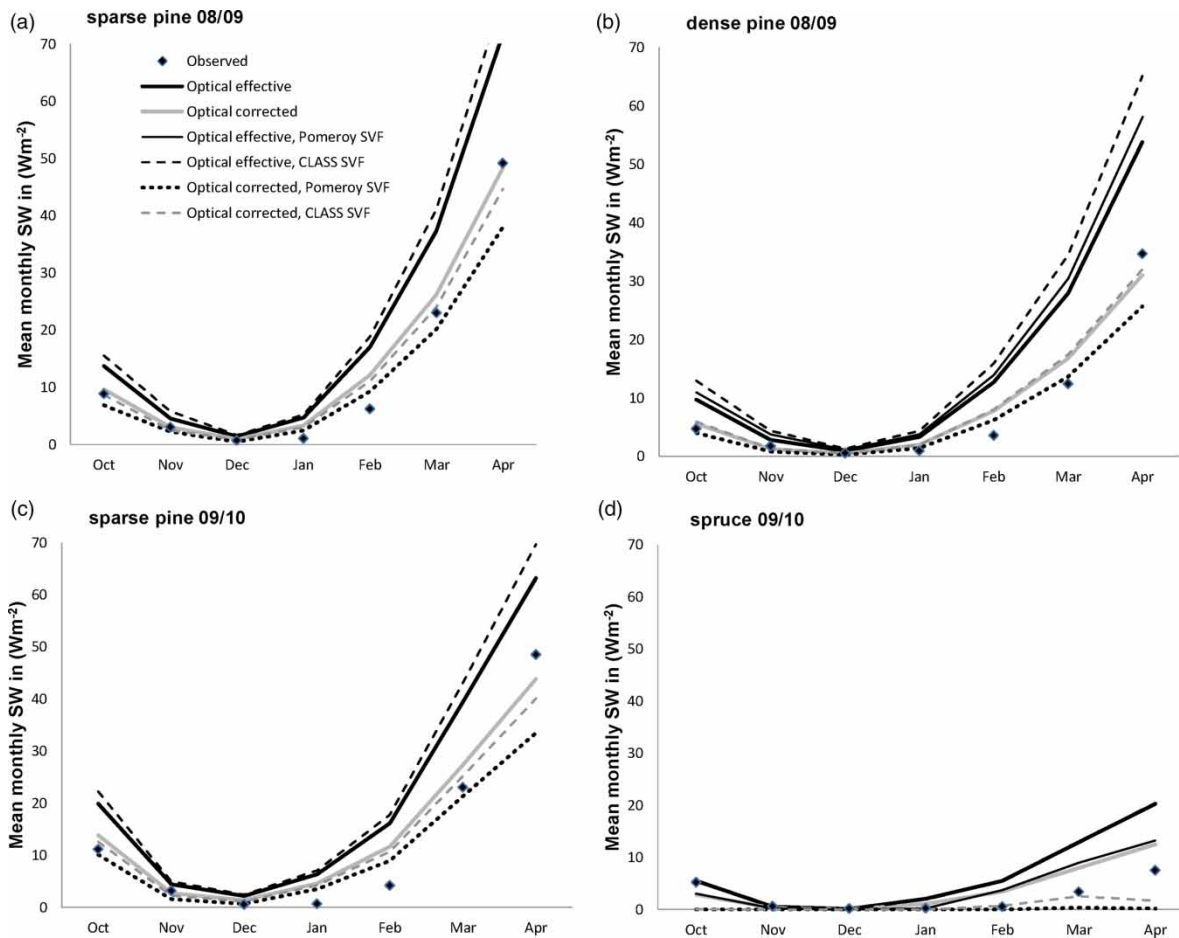 (a)
sparse pine 08/09
Mean monthly SW in (Wm-2)
70
60
50
40
30
20
10
0
Observed
Optical effective
Optical corrected
Optical effective, Pomeroy SVF
Optical effective, CLASS SVF
Optical corrected, Pomeroy SVF
Optical corrected, CLASS SVF
Oct Nov Dec Jan Feb Mar Apr
(b)
dense pine 08/09
Mean monthly SW in (Wm-2)
70
60
50
40
30
20
10
0
Oct Nov Dec Jan Feb Mar Apr
(c)
sparse pine 09/10
Mean monthly SW in (Wm-2)
70
60
50
40
30
20
10
0
Oct Nov Dec Jan Feb Mar Apr
(d)
spruce 09/10
Mean monthly SW in (Wm-2)
70
60
50
40
30
20
10
0
Oct Nov Dec Jan Feb Mar Apr